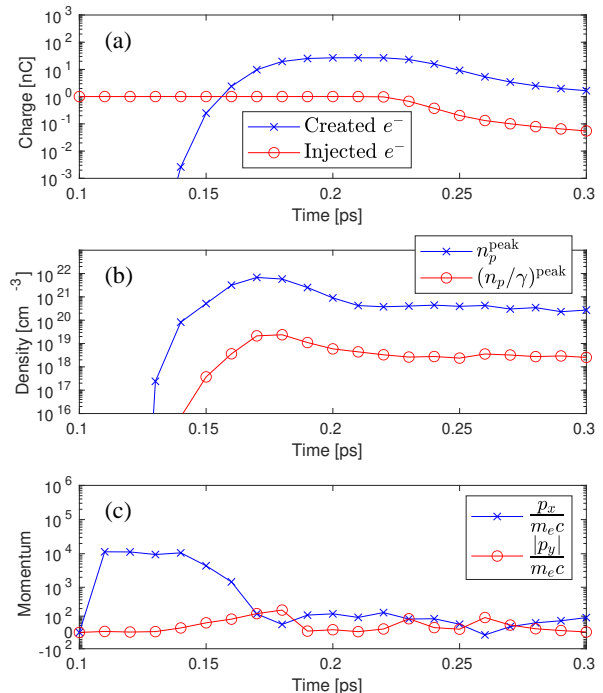 (a)
Charge [nC]
10^3
10^2
10^1
10^0
10^-1
10^-2
10^-3
Created e^-
Injected e^-
0.1 0.15 0.2 0.25 0.3
Time [ps]
(b)
Density [cm^-3]
n_p^peak
(n_p/γ)^peak
10^22
10^21
10^20
10^19
10^18
10^17
10^16
0.1 0.15 0.2 0.25 0.3
Time [ps]
(c)
Momentum
10^6
10^4
10^3
10^2
0
-10^2
p_x/m_e c
|p_y|/m_e c
0.1 0.15 0.2 0.25 0.3
Time [ps]